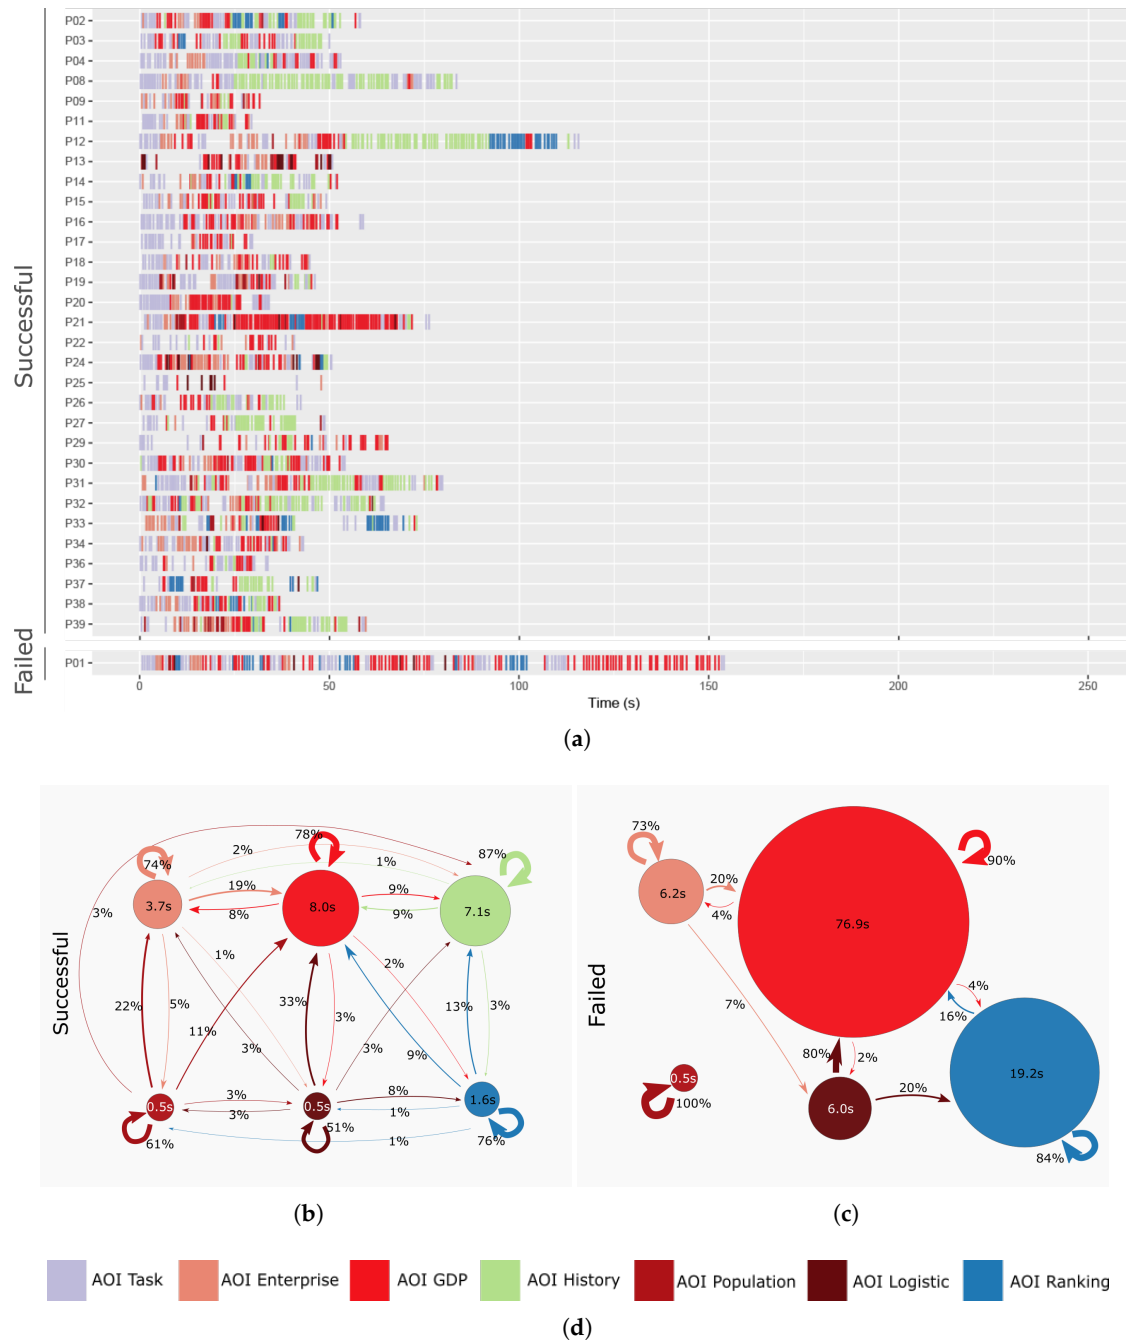 Successful
P02
P03
P04
P08
P09
P11
P12
P13
P14
P15
P16
P17
P18
P19
P20
P21
P22
P24
P25
P26
P27
P29
P30
P31
P32
P33
P34
P36
P37
P38
P39
Failed
P01
0 50 100 150 200 250
Time (s)
(a)
Successful
78%
74%
2%
1%
87%
19%
9%
3.7s
8.0s
7.1s
3%
8%
9%
1%
2%
22%
5%
33%
13%
3%
11%
3%
3%
3%
9%
3%
8%
1.6s
0.5s
0.5s
3%
1%
61%
51%
1%
76%
(b)
Failed
73%
90%
20%
6.2s
4%
76.9s
4%
7%
16%
80%
2%
0.5s
19.2s
100%
20%
6.0s
84%
(c)
AOI Task AOI Enterprise AOI GDP AOI History AOI Population AOI Logistic AOI Ranking
(d)